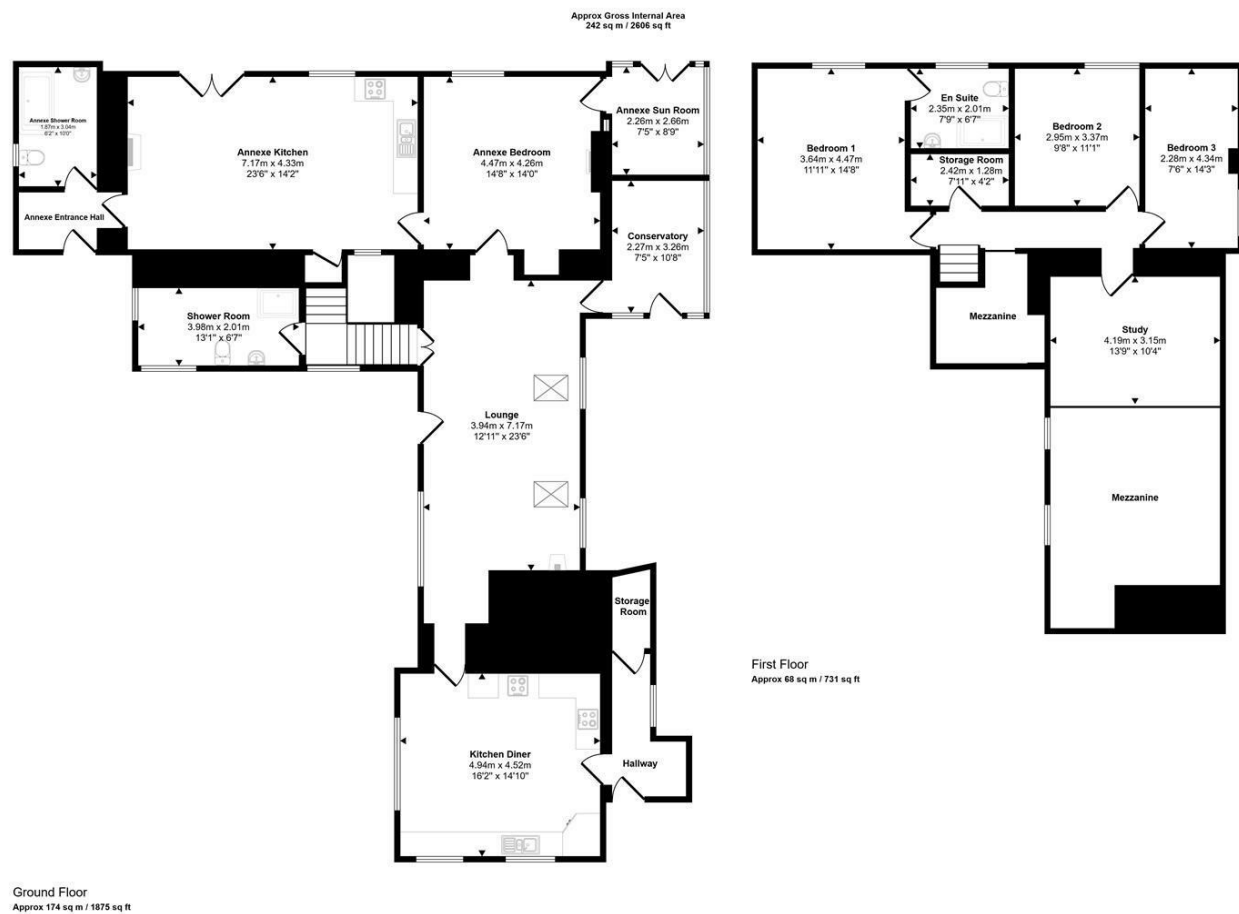 Approx Gross Internal Area
242 sq m / 2606 sq ft
Annexe Shower Room
1.87m x 3.04m
6'2" x 10'0"
Annexe Entrance Hall
Annexe Kitchen
7.17m x 4.33m
23'6" x 14'2"
Annexe Bedroom
4.47m x 4.26m
14'8" x 14'0"
Annexe Sun Room
2.26m x 2.66m
7'5" x 8'9"
Conservatory
2.27m x 3.26m
7'5" x 10'8"
Shower Room
3.98m x 2.01m
13'1" x 6'7"
Lounge
3.94m x 7.17m
12'11" x 23'6"
Storage
Room
Kitchen Diner
4.94m x 4.52m
16'2" x 14'10"
Hallway
Ground Floor
Approx 174 sq m / 1875 sq ft
Bedroom 1
3.64m x 4.47m
11'11" x 14'8"
En Suite
2.35m x 2.01m
7'9" x 6'7"
Storage Room
2.42m x 1.28m
7'11" x 4'2"
Bedroom 2
2.95m x 3.37m
9'8" x 11'1"
Bedroom 3
2.28m x 4.34m
7'6" x 14'3"
Mezzanine
Study
4.19m x 3.15m
13'9" x 10'4"
Mezzanine
First Floor
Approx 68 sq m / 731 sq ft